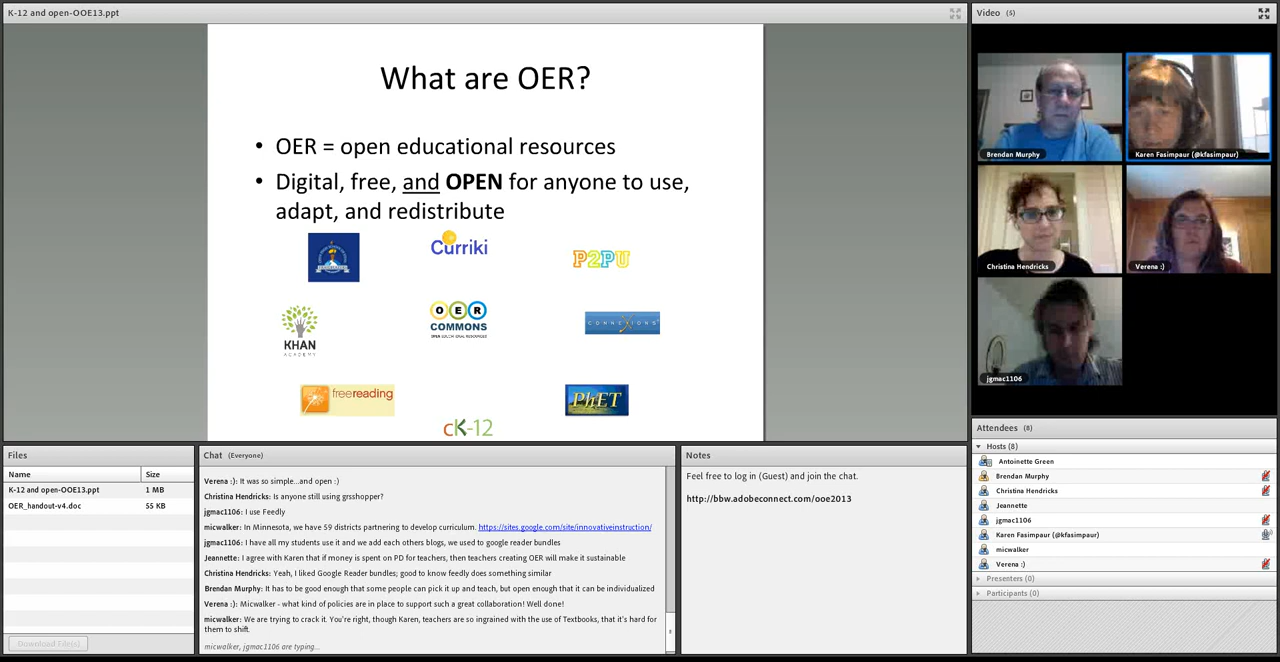 K-12 and open-OOE13.ppt
What are OER?
• OER = open educational resources
• Digital, free, and OPEN for anyone to use,
adapt, and redistribute
Curriki
P2PU
KHAN
ACADEMY
OER
COMMONS
OPEN EDUCATIONAL RESOURCES
CONNEXIONS
freereading
PhET
cK-12
Video (5)
Brendan Murphy
Karen Fasimpaur (@kfasimpaur)
Christina Hendricks
Verena :)
jgmac1106
Files
Name Size
K-12 and open-OOE13.ppt 1 MB
OER_handout-v4.doc 55 KB
Download File(s)
Chat (Everyone)
Verena :): It was so simple...and open :)
Christina Hendricks: Is anyone still using grsshopper?
jgmac1106: I use Feedly
micwalker: In Minnesota, we have 59 districts partnering to develop curriculum. https://sites.google.com/site/innovativeinstruction/
jgmac1106: I have all my students use it and we add each others blogs, we used to google reader bundles
Jeannette: I agree with Karen that if money is spent on PD for teachers, then teachers creating OER will make it sustainable
Christina Hendricks: Yeah, I liked Google Reader bundles; good to know feedly does something similar
Brendan Murphy: It has to be good enough that some people can pick it up and teach, but open enough that it can be individualized
Verena :): Micwalker - what kind of policies are in place to support such a great collaboration! Well done!
micwalker: We are trying to crack it. You're right, though Karen, teachers are so ingrained with the use of Textbooks, that it's hard for
them to shift.
micwalker, jgmac1106 are typing...
Notes
Feel free to log in (Guest) and join the chat.
http://bbw.adobeconnect.com/ooe2013
Attendees (8)
Hosts (8)
Antoinette Green
Brendan Murphy
Christina Hendricks
Jeannette
jgmac1106
Karen Fasimpaur (@kfasimpaur)
micwalker
Verena :)
Presenters (0)
Participants (0)